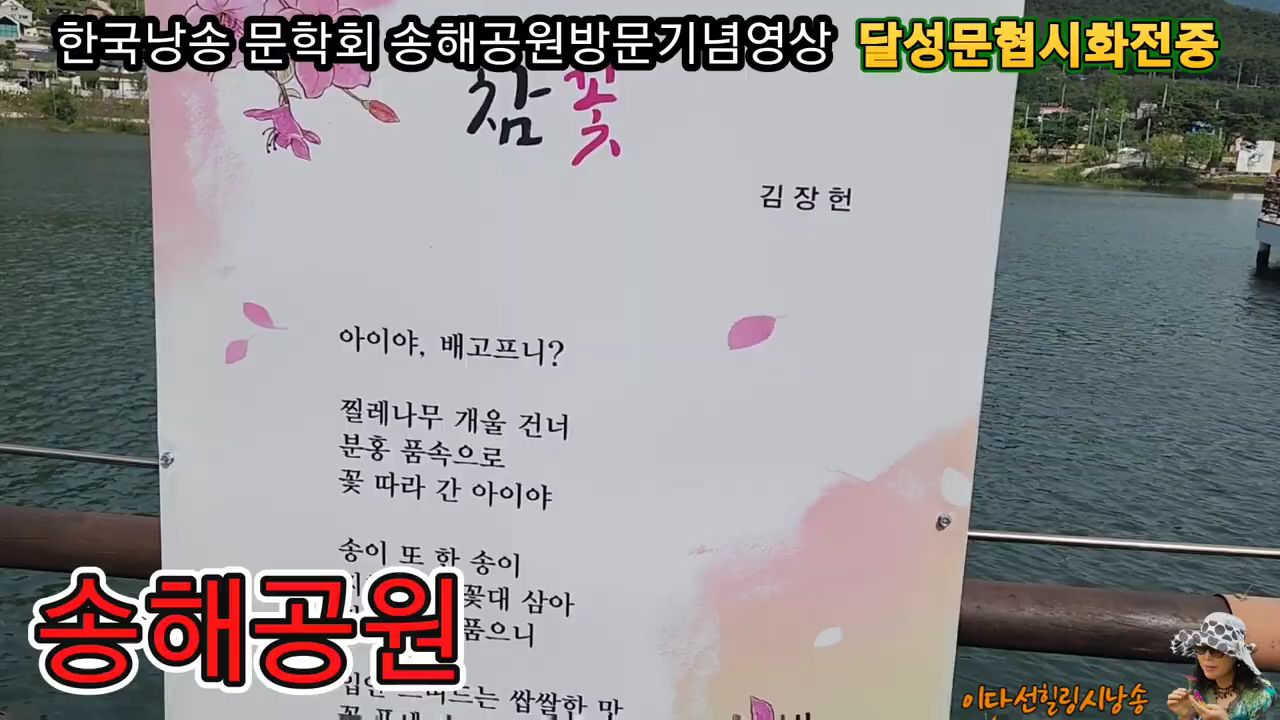 한국낭송 문학회 송해공원방문기념영상 달성문협시화전중
참꽃
김장헌
아이야, 배고프니?
찔레나무 개울 건너
분홍 품속으로
꽃 따라 간 아이야
송이 또 한 송이
꽃대 삼아
품으니
쌉쌀한 맛
송해공원
이다선힐링시낭송